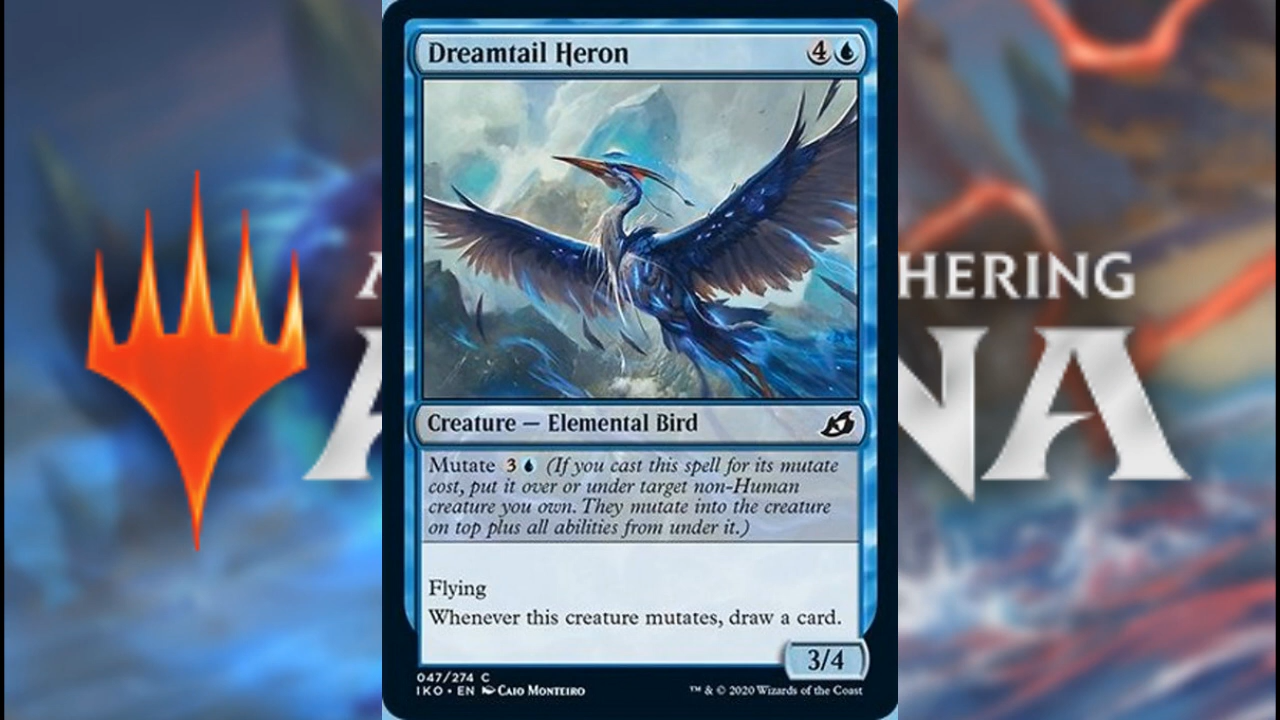 Dreamtail Heron 4
HERING
NA
Creature — Elemental Bird
Mutate 3 (If you cast this spell for its mutate
cost, put it over or under target non-Human
creature you own. They mutate into the creature
on top plus all abilities from under it.)
Flying
Whenever this creature mutates, draw a card.
3/4
047/274 C
IKO • EN Caio Monteiro
™ & © 2020 Wizards of the Coast